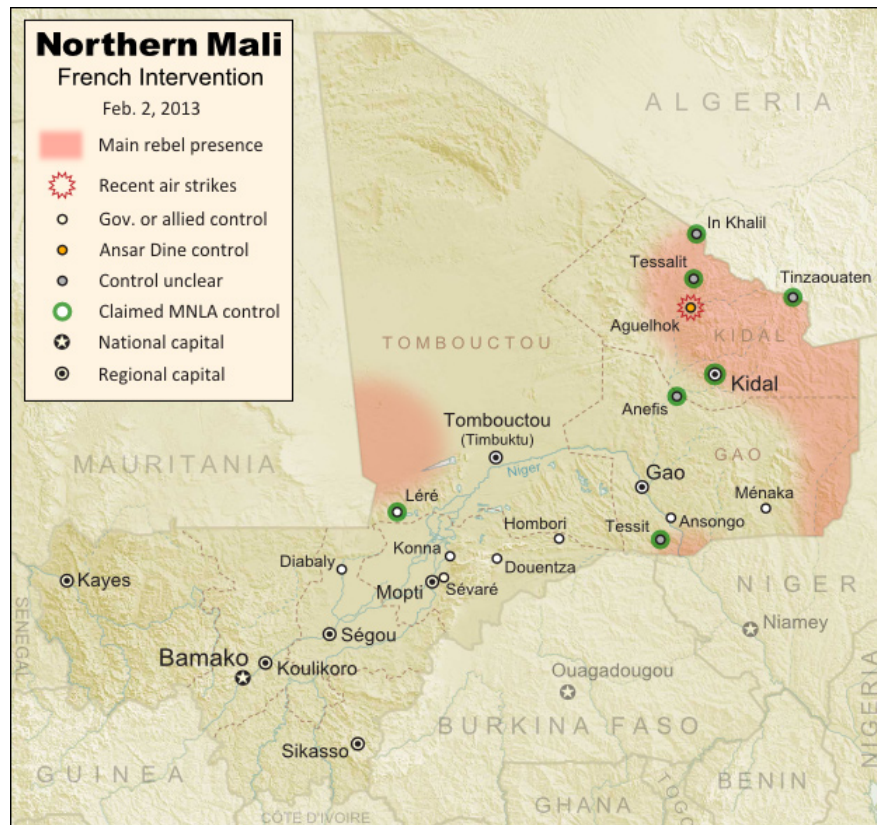 Northern Mali
French Intervention
Feb. 2, 2013
Main rebel presence
Recent air strikes
Gov. or allied control
Ansar Dine control
Control unclear
Claimed MNLA control
National capital
Regional capital
ALGERIA
In Khalil
Tessalit
Tinzaouaten
Aguelhok
KIDAL
TOMBOUCTOU
Kidal
Anefis
Tombouctou
(Timbuktu)
MAURITANIA
Niger
GAO
Gao
Léré
Ménaka
Ansongo
Hombori
Tessit
Konna
Diabaly
Douentza
Kayes
Mopti
Sévaré
NIGER
SENEGAL
Niamey
Ségou
Bamako
Koulikoro
Ouagadougou
BURKINA FASO
NIGERIA
Sikasso
GUINEA
BENIN
TOGO
GHANA
CÔTE D'IVOIRE